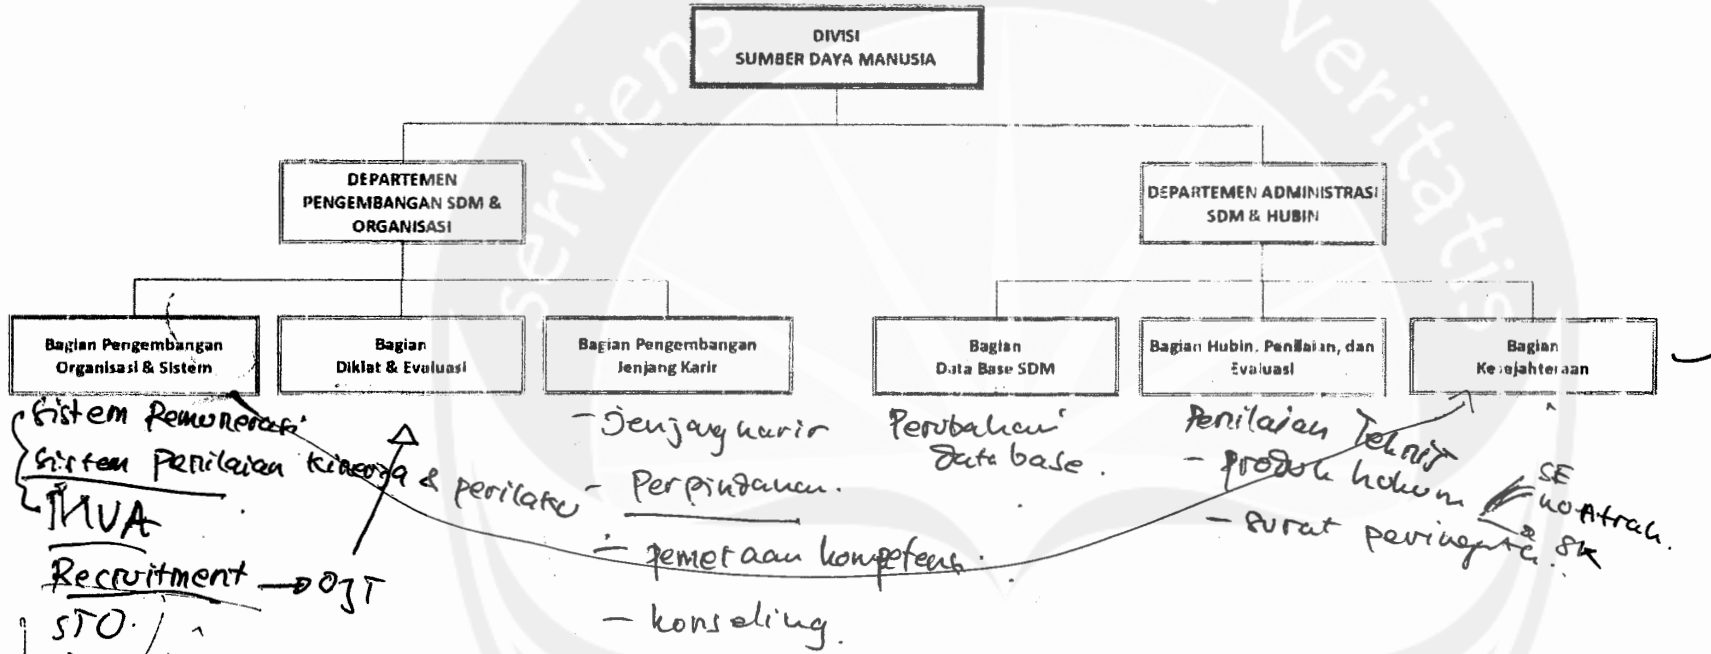 DIVISI
SUMBER DAYA MANUSIA
DEPARTEMEN
PENGEMBANGAN SDM &
ORGANISASI
DEPARTEMEN ADMINISTRASI
SDM & HUBIN
Bagian Pengembangan
Organisasi & Sistem
Bagian
Diklat & Evaluasi
Bagian Pengembangan
Jenjang Karir
Bagian
Data Base SDM
Bagian Hubin, Penilaian, dan
Evaluasi
Bagian
Kesejahteraan
Sistem Remunerasi
Sistem Penilaian Kinerja & perilaku
Recruitment → OJT
STO.
- Jenjang karir
- Perpindahan.
- pemetaan kompetensi.
- konseling.
Perubahan
database.
Penilaian Teknis
- produk hukum
SE
kontrak.
SK
- surat peringatan.
serviens
veritatis